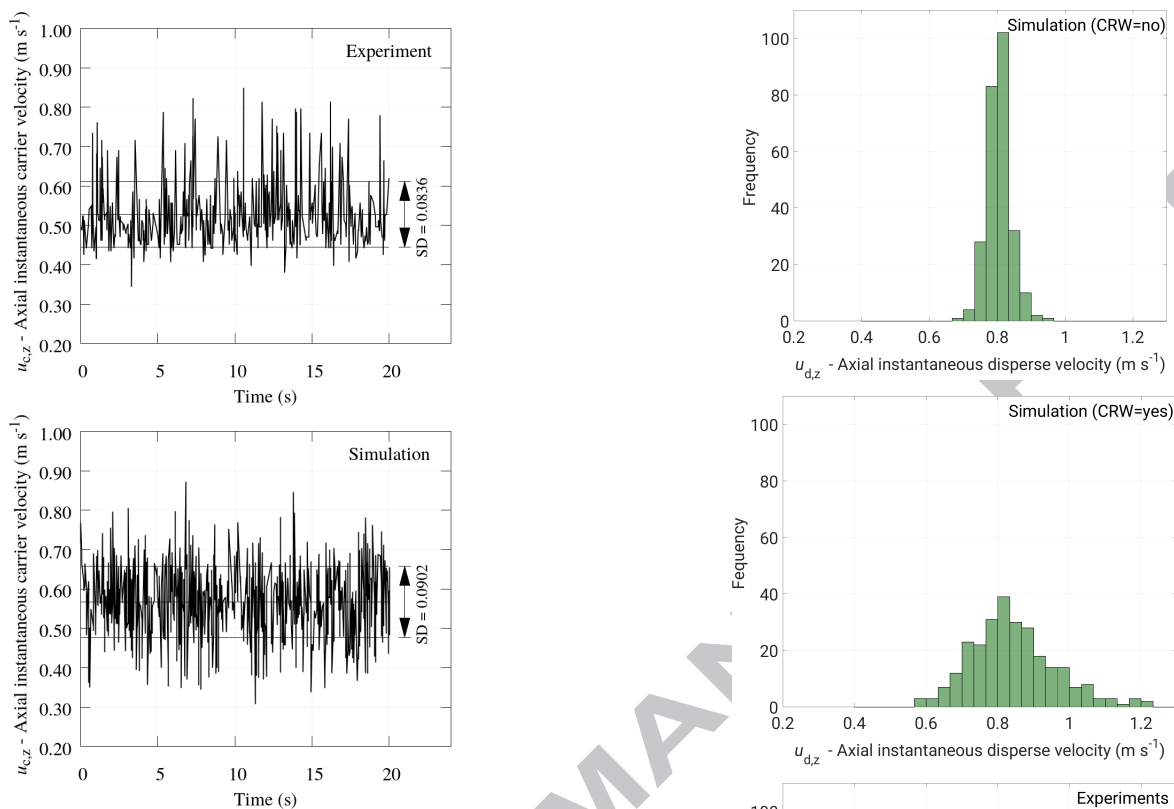 Experiment
1.00
0.90
0.80
0.70
0.60
0.50
0.40
0.30
0.20
u_c,z - Axial instantaneous carrier velocity (m s⁻¹)
SD = 0.0836
0 5 10 15 20
Time (s)
Simulation
1.00
0.90
0.80
0.70
0.60
0.50
0.40
0.30
0.20
u_c,z - Axial instantaneous carrier velocity (m s⁻¹)
SD = 0.0902
0 5 10 15 20
Time (s)
Simulation (CRW=no)
100
80
60
40
20
0
Frequency
0.2 0.4 0.6 0.8 1 1.2
u_d,z - Axial instantaneous disperse velocity (m s⁻¹)
Simulation (CRW=yes)
100
80
60
40
20
0
Fequency
0.2 0.4 0.6 0.8 1 1.2
u_d,z - Axial instantaneous disperse velocity (m s⁻¹)
Experiments
100
MAN